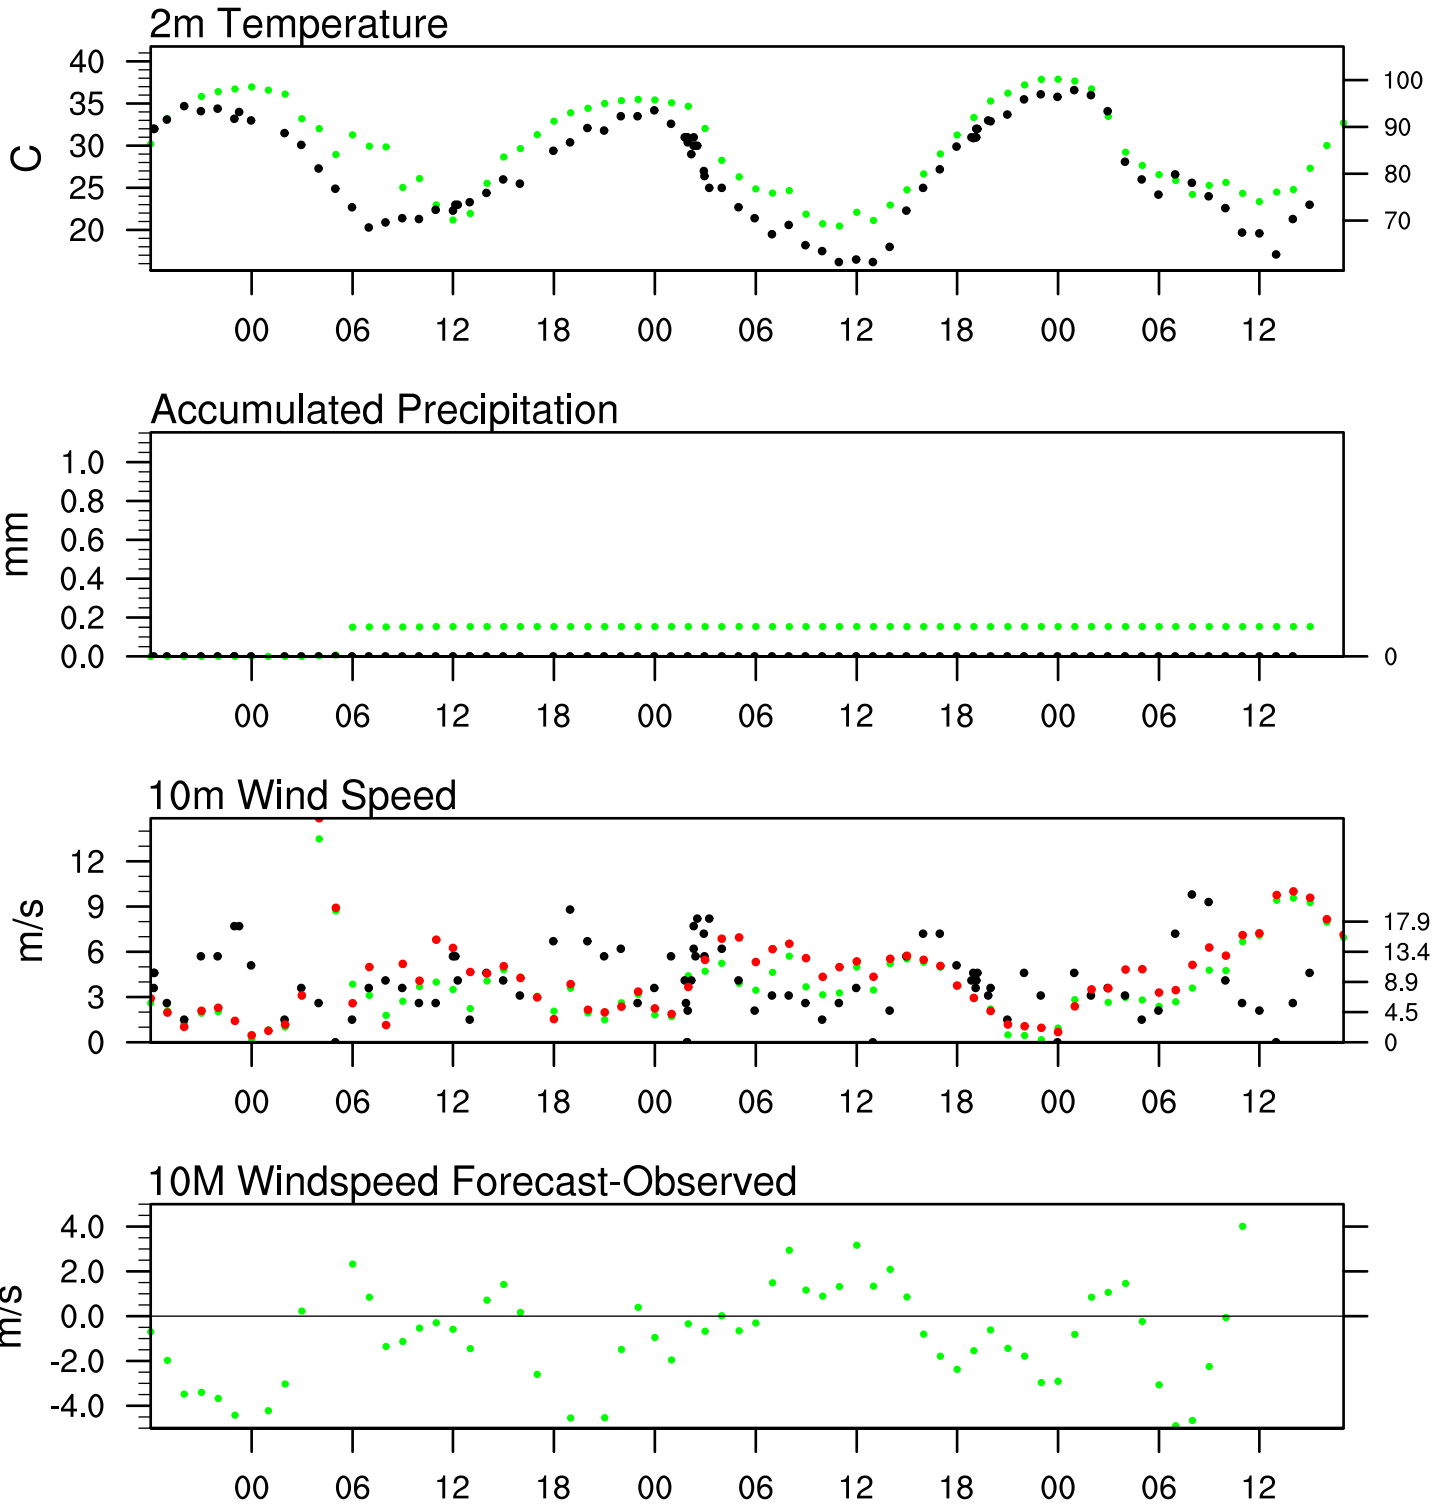 2m Temperature
40
35
30
25
20
C
100
90
80
70
00 06 12 18 00 06 12 18 00 06 12
Accumulated Precipitation
1.0
0.8
0.6
0.4
0.2
0.0
mm
0
00 06 12 18 00 06 12 18 00 06 12
10m Wind Speed
12
9
6
3
0
m/s
17.9
13.4
8.9
4.5
0
00 06 12 18 00 06 12 18 00 06 12
10M Windspeed Forecast-Observed
4.0
2.0
0.0
-2.0
-4.0
m/s
00 06 12 18 00 06 12 18 00 06 12